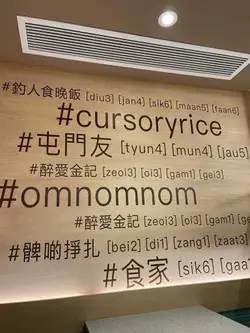 #釣人食晚飯 [diu3] [jan4] [sik6] [maan5] [faan6]
#cursoryrice
#屯門友 [tyun4] [mun4] [jau5]
#醉愛金記 [zeoi3] [oi3] [gam1] [gei3]
#omnomnom
#醉愛金記 [zeoi3] [oi3] [gam1]
#髀啲掙扎 [bei2] [di1] [zang1] [zaat3]
#食家 [sik6]